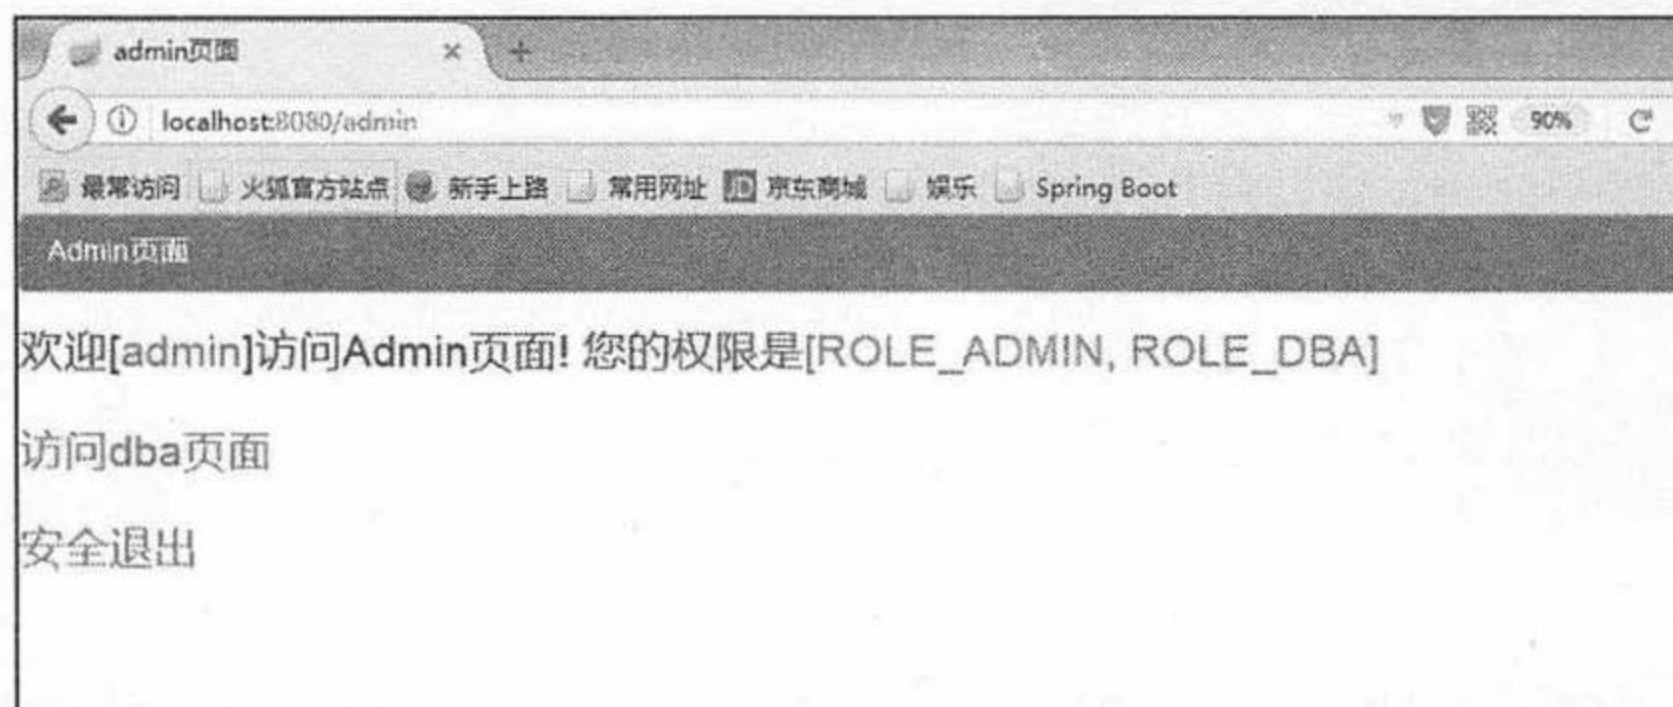 admin页面
localhost:8080/admin
90%
最常访问 火狐官方站点 新手上路 常用网址 JD 京东商城 娱乐 Spring Boot
Admin页面
欢迎[admin]访问Admin页面! 您的权限是[ROLE_ADMIN, ROLE_DBA]
访问dba页面
安全退出